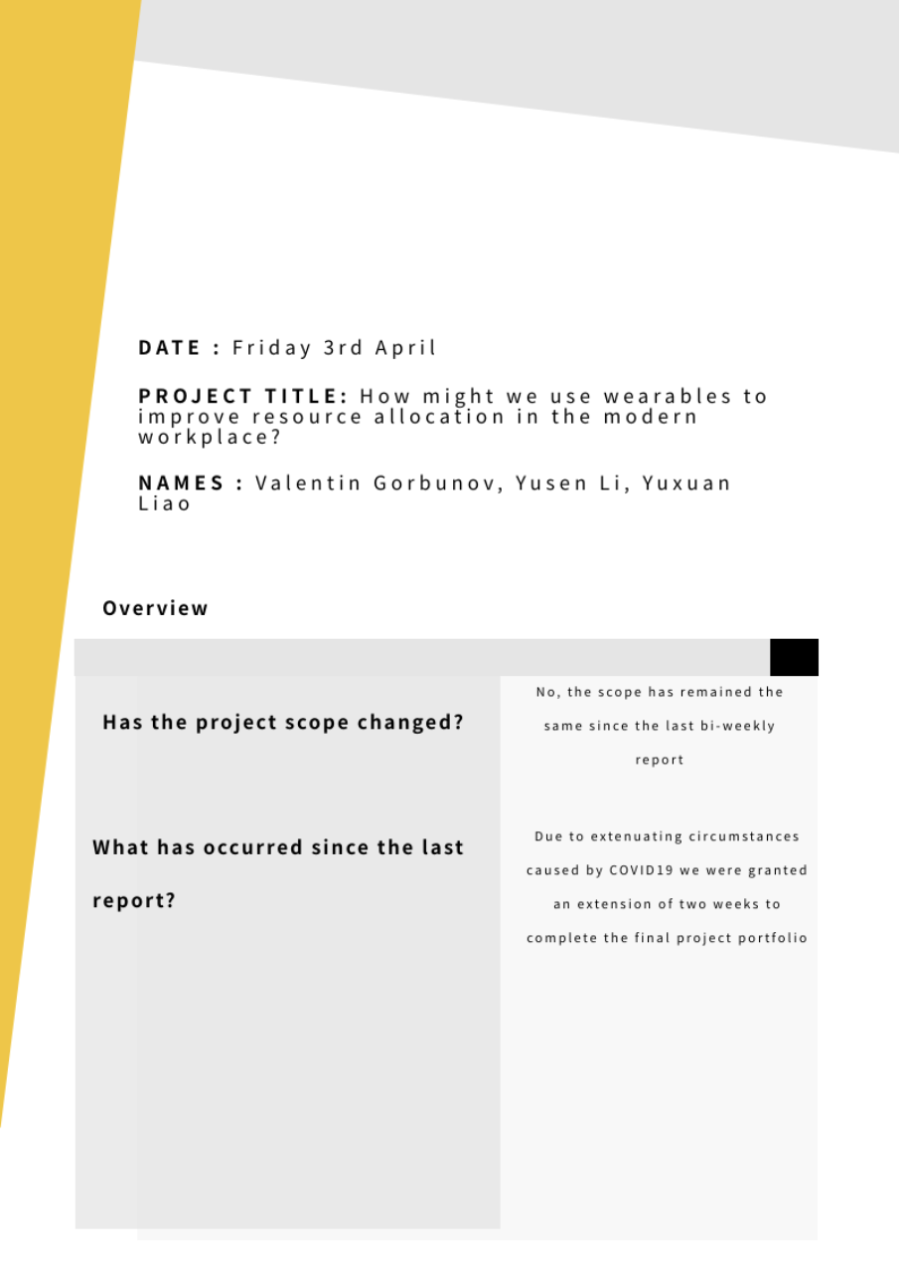 DATE : Friday 3rd April
PROJECT TITLE: How might we use wearables to
improve resource allocation in the modern
workplace?
NAMES : Valentin Gorbunov, Yusen Li, Yuxuan
Liao
Overview
Has the project scope changed?
No, the scope has remained the
same since the last bi-weekly
report
What has occurred since the last
report?
Due to extenuating circumstances
caused by COVID19 we were granted
an extension of two weeks to
complete the final project portfolio